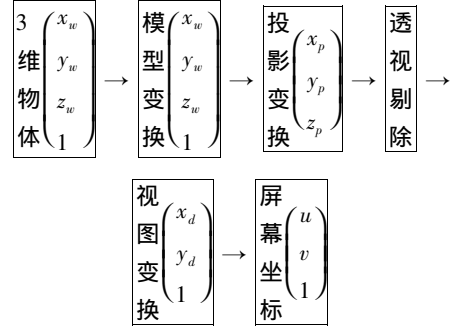 3维物体 (x_w y_w z_w 1) → 模型变换 (x_w y_w z_w 1) → 投影变换 (x_p y_p z_p) → 透视剔除 →
视图变换 (x_d y_d 1) → 屏幕坐标 (u v 1)